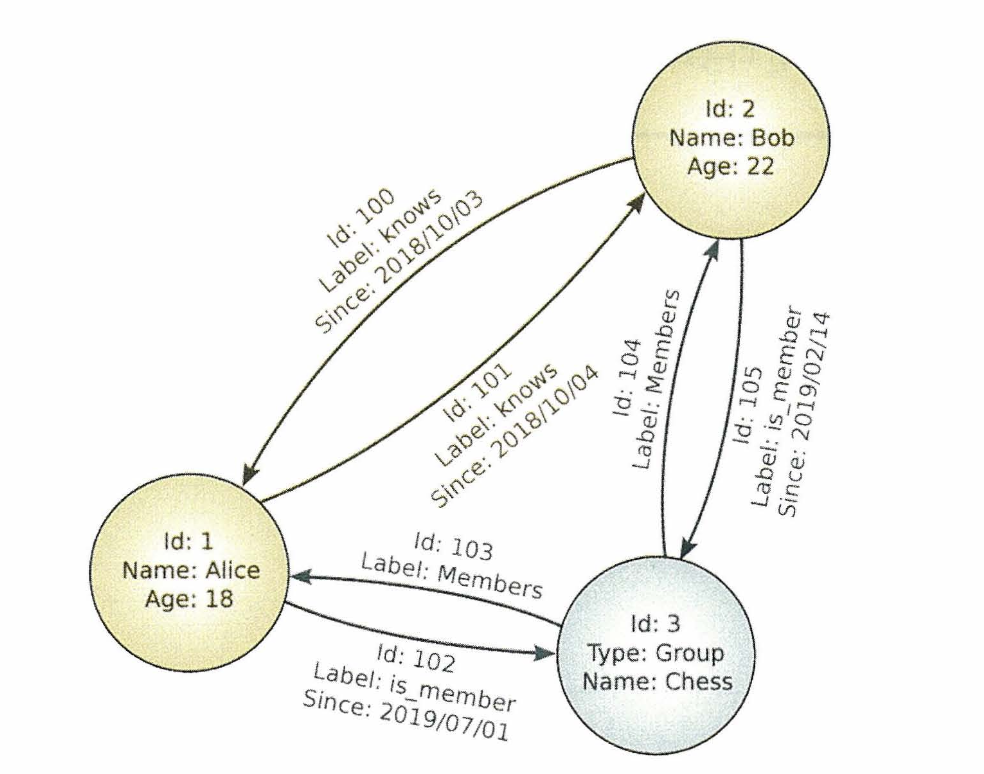 Id: 2
Name: Bob
Age: 22
Id: 100
Label: knows
Since: 2018/10/03
Id: 101
Label: knows
Since: 2018/10/04
Id: 104
Label: Members
Id: 105
Label: is_member
Since: 2019/02/14
Id: 1
Name: Alice
Age: 18
Id: 103
Label: Members
Id: 102
Label: is_member
Since: 2019/07/01
Id: 3
Type: Group
Name: Chess